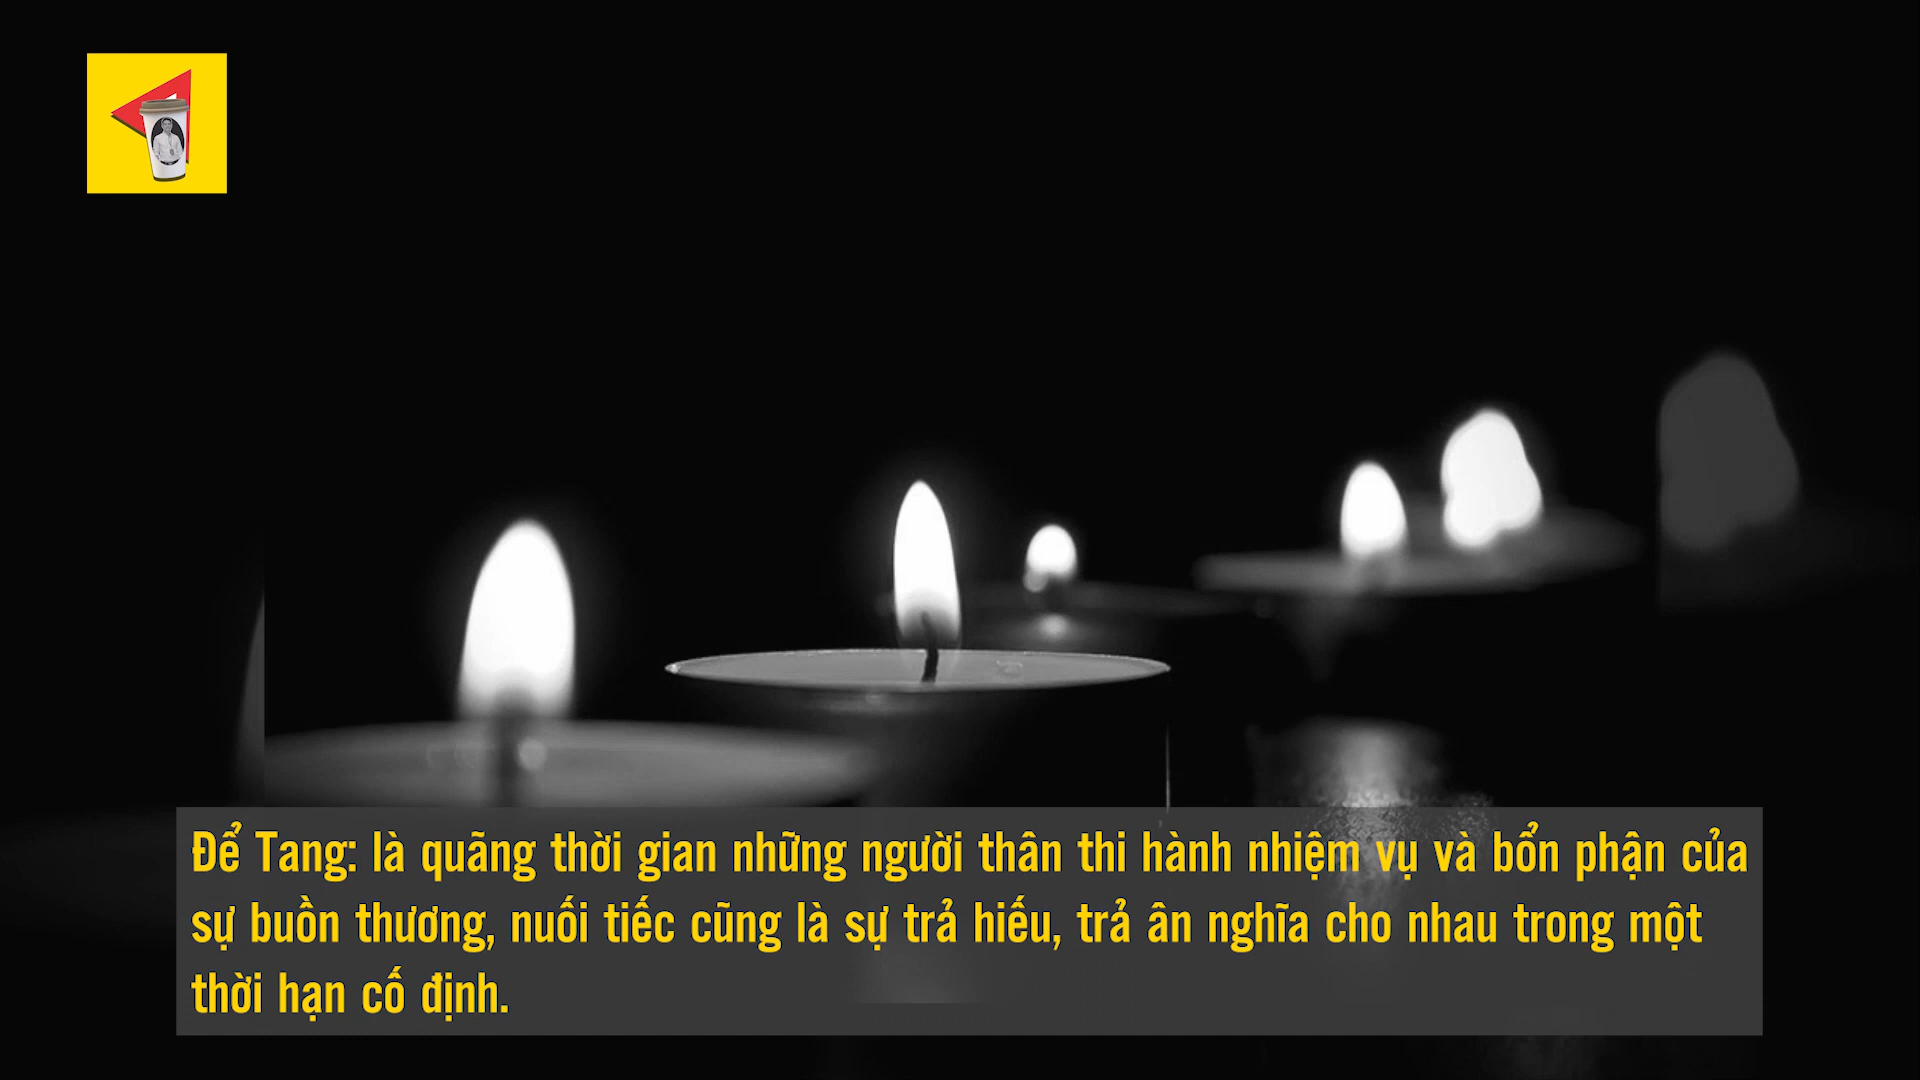 Để Tang: là quãng thời gian những người thân thi hành nhiệm vụ và bổn phận của
sự buồn thương, nuối tiếc cũng là sự trả hiếu, trả ân nghĩa cho nhau trong một
thời hạn cố định.